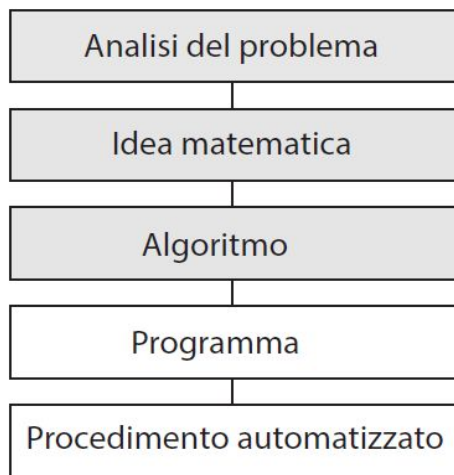 Analisi del problema
Idea matematica
Algoritmo
Programma
Procedimento automatizzato